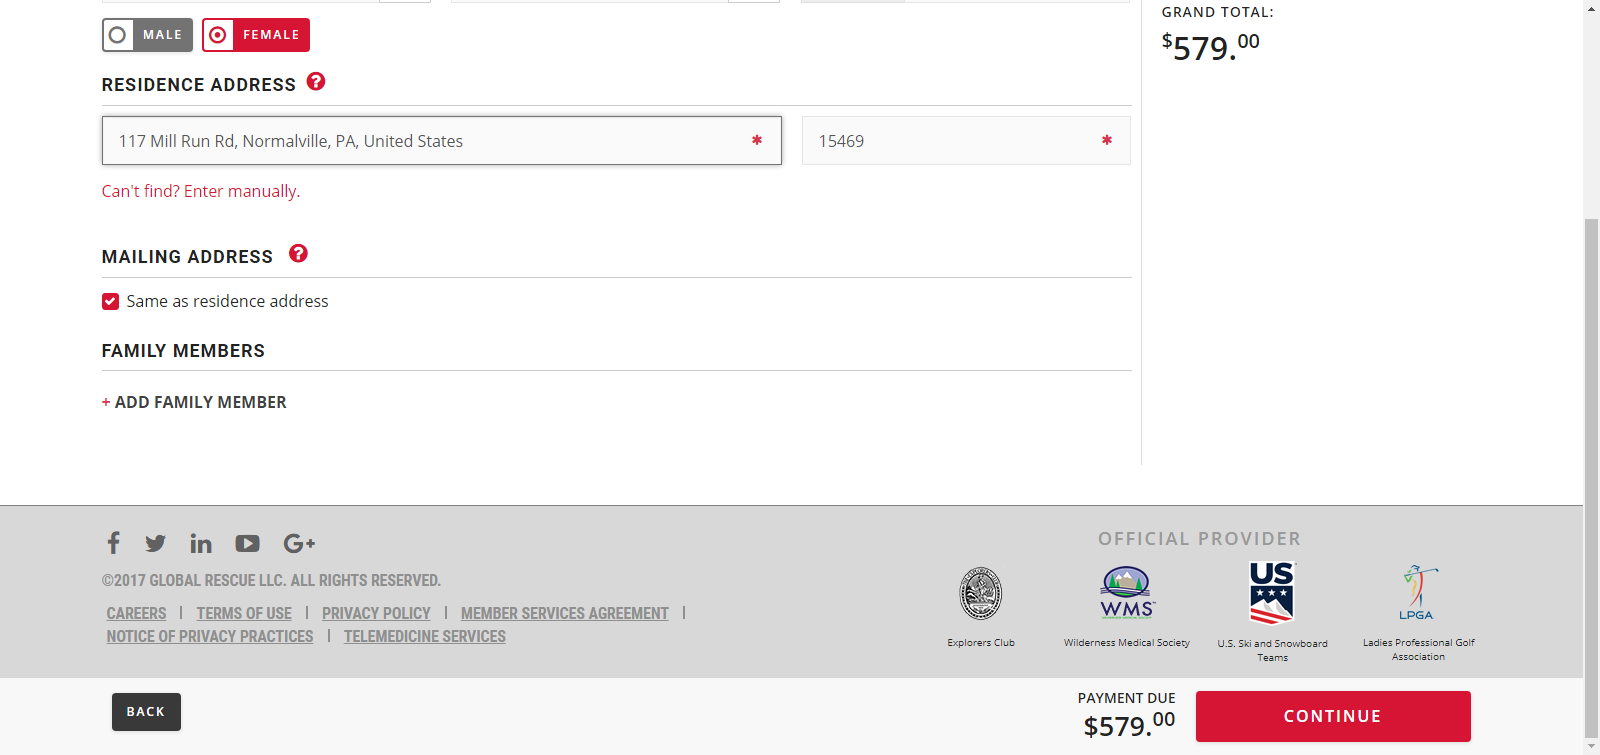 MALE
FEMALE
GRAND TOTAL:
$579.00
RESIDENCE ADDRESS ?
117 Mill Run Rd, Normalville, PA, United States *
15469 *
Can't find? Enter manually.
MAILING ADDRESS ?
Same as residence address
FAMILY MEMBERS
+ ADD FAMILY MEMBER
©2017 GLOBAL RESCUE LLC. ALL RIGHTS RESERVED.
CAREERS | TERMS OF USE | PRIVACY POLICY | MEMBER SERVICES AGREEMENT |
NOTICE OF PRIVACY PRACTICES | TELEMEDICINE SERVICES
OFFICIAL PROVIDER
WMS
US
LPGA
Explorers Club
Wilderness Medical Society
U.S. Ski and Snowboard
Teams
Ladies Professional Golf
Association
BACK
PAYMENT DUE
$579.00
CONTINUE